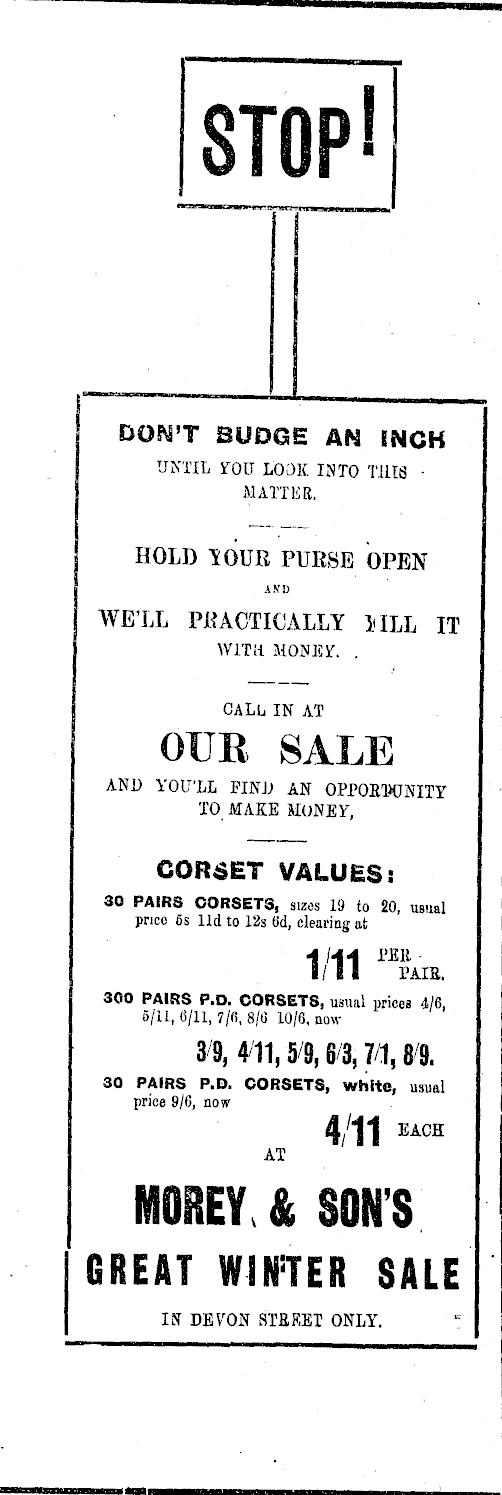 STOP!
DON'T BUDGE AN INCH
UNTIL YOU LOOK INTO THIS
MATTER.
HOLD YOUR PURSE OPEN
AND
WE'LL PRACTICALLY FILL IT
WITH MONEY.
CALL IN AT
OUR SALE
AND YOU'LL FIND AN OPPORTUNITY
TO MAKE MONEY,
CORSET VALUES:
30 PAIRS CORSETS, sizes 19 to 20, usual
price 5s 11d to 12s 6d, clearing at
1/11 PER
PAIR.
300 PAIRS P.D. CORSETS, usual prices 4/6,
5/11, 6/11, 7/6, 8/6 10/6, now
3/9, 4/11, 5/9, 6/3, 7/1, 8/9.
30 PAIRS P.D. CORSETS, white, usual
price 9/6, now
4/11 EACH
AT
MOREY & SON'S
GREAT WINTER SALE
IN DEVON STREET ONLY.